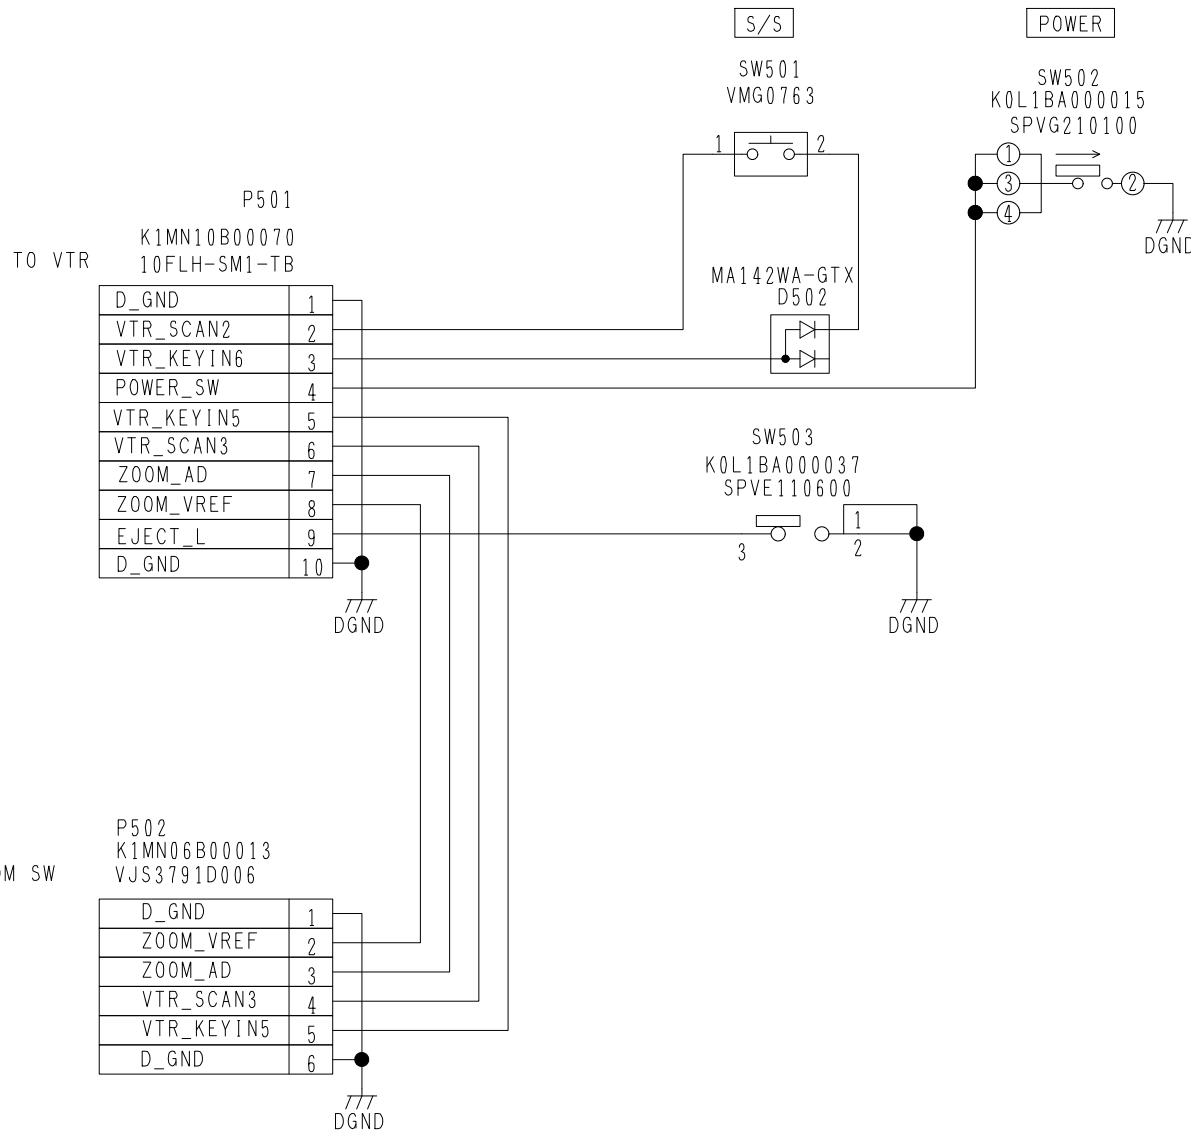 S/S
POWER
SW501
VMG0763
SW502
K0L1BA000015
SPVG210100
1
2
1
3
2
4
DGND
P501
K1MN10B00070
TO VTR
10FLH-SM1-TB
MA142WA-GTX
D502
D_GND 1
VTR_SCAN2 2
VTR_KEYIN6 3
POWER_SW 4
VTR_KEYIN5 5
VTR_SCAN3 6
ZOOM_AD 7
ZOOM_VREF 8
EJECT_L 9
D_GND 10
DGND
SW503
K0L1BA000037
SPVE110600
3
1
2
DGND
P502
K1MN06B00013
SW
VJS3791D006
D_GND 1
ZOOM_VREF 2
ZOOM_AD 3
VTR_SCAN3 4
VTR_KEYIN5 5
D_GND 6
DGND